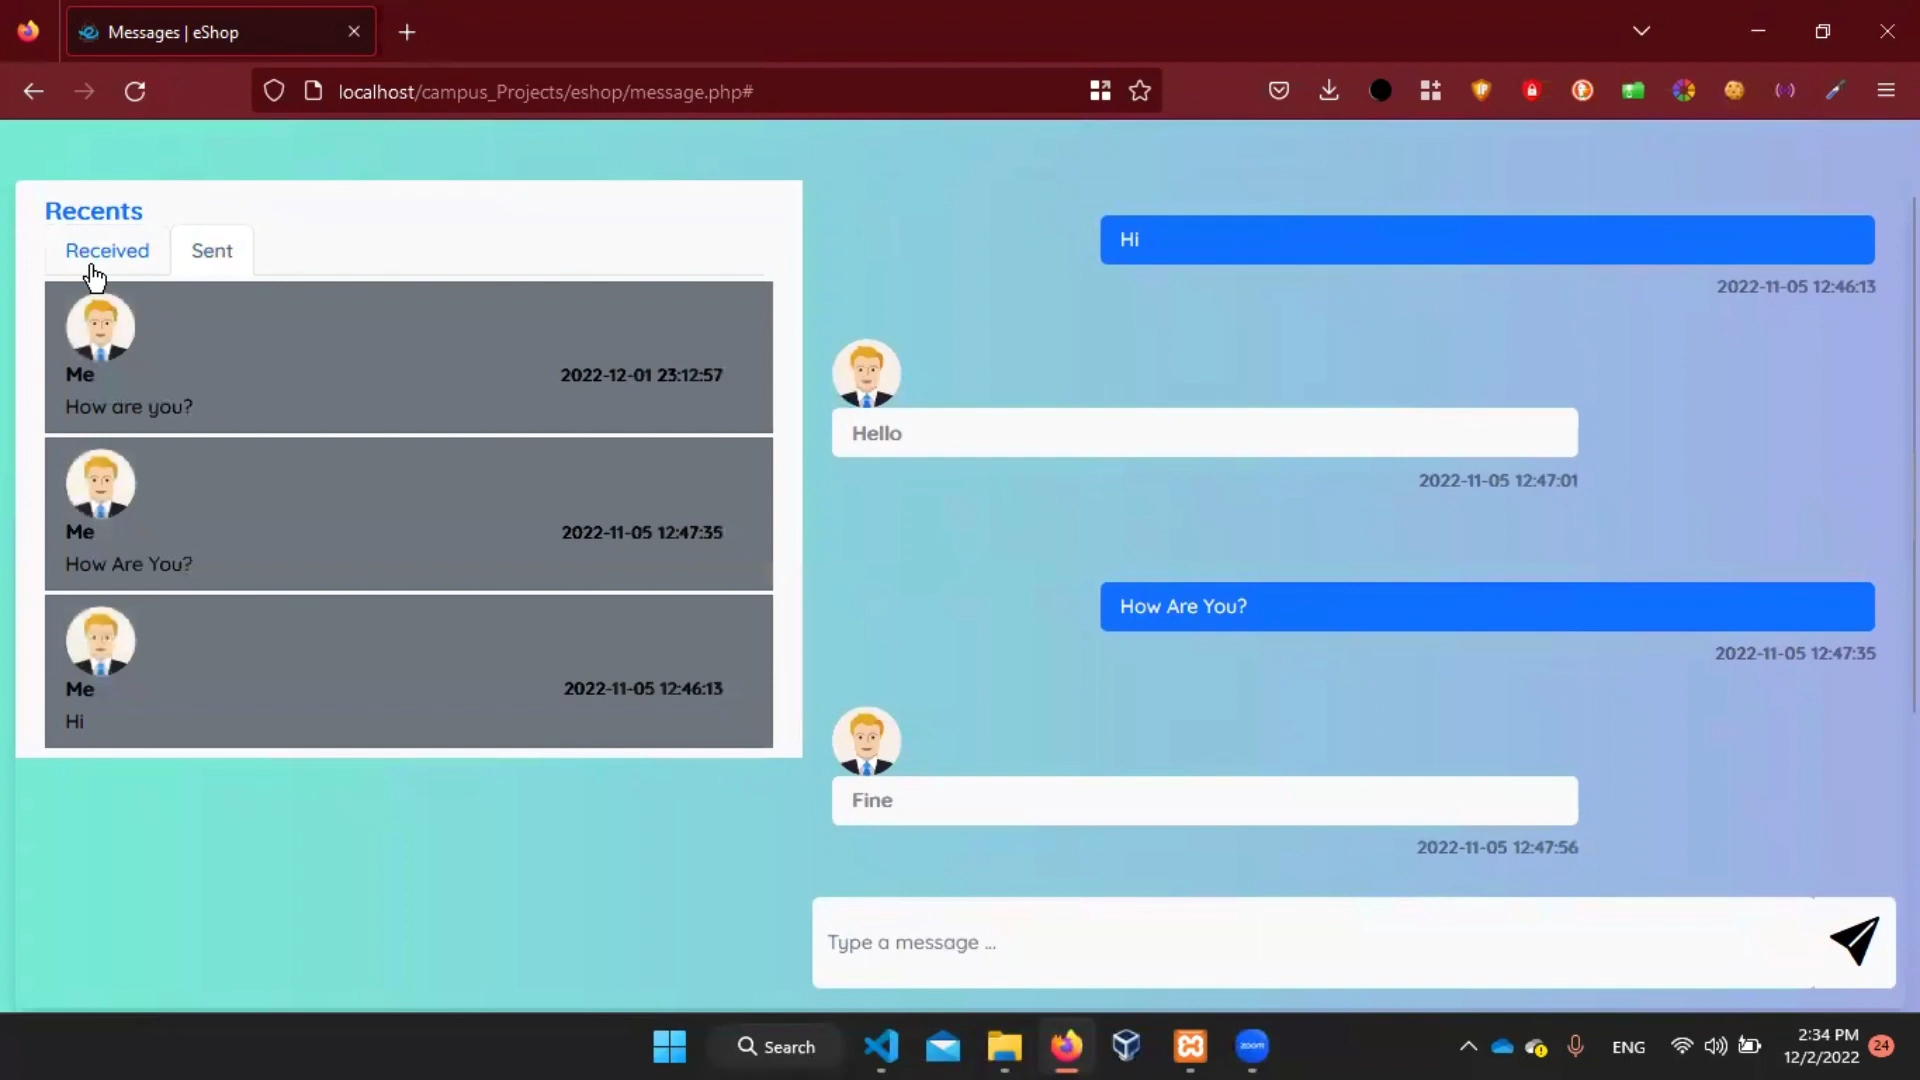 Messages | eShop
localhost/campus_Projects/eshop/message.php#
Recents
Received
Sent
Me
2022-12-01 23:12:57
How are you?
Me
2022-11-05 12:47:35
How Are You?
Me
2022-11-05 12:46:13
Hi
Hi
2022-11-05 12:46:13
Hello
2022-11-05 12:47:01
How Are You?
2022-11-05 12:47:35
Fine
2022-11-05 12:47:56
Type a message ...
Search
zoom
ENG
2:34 PM
12/2/2022
24